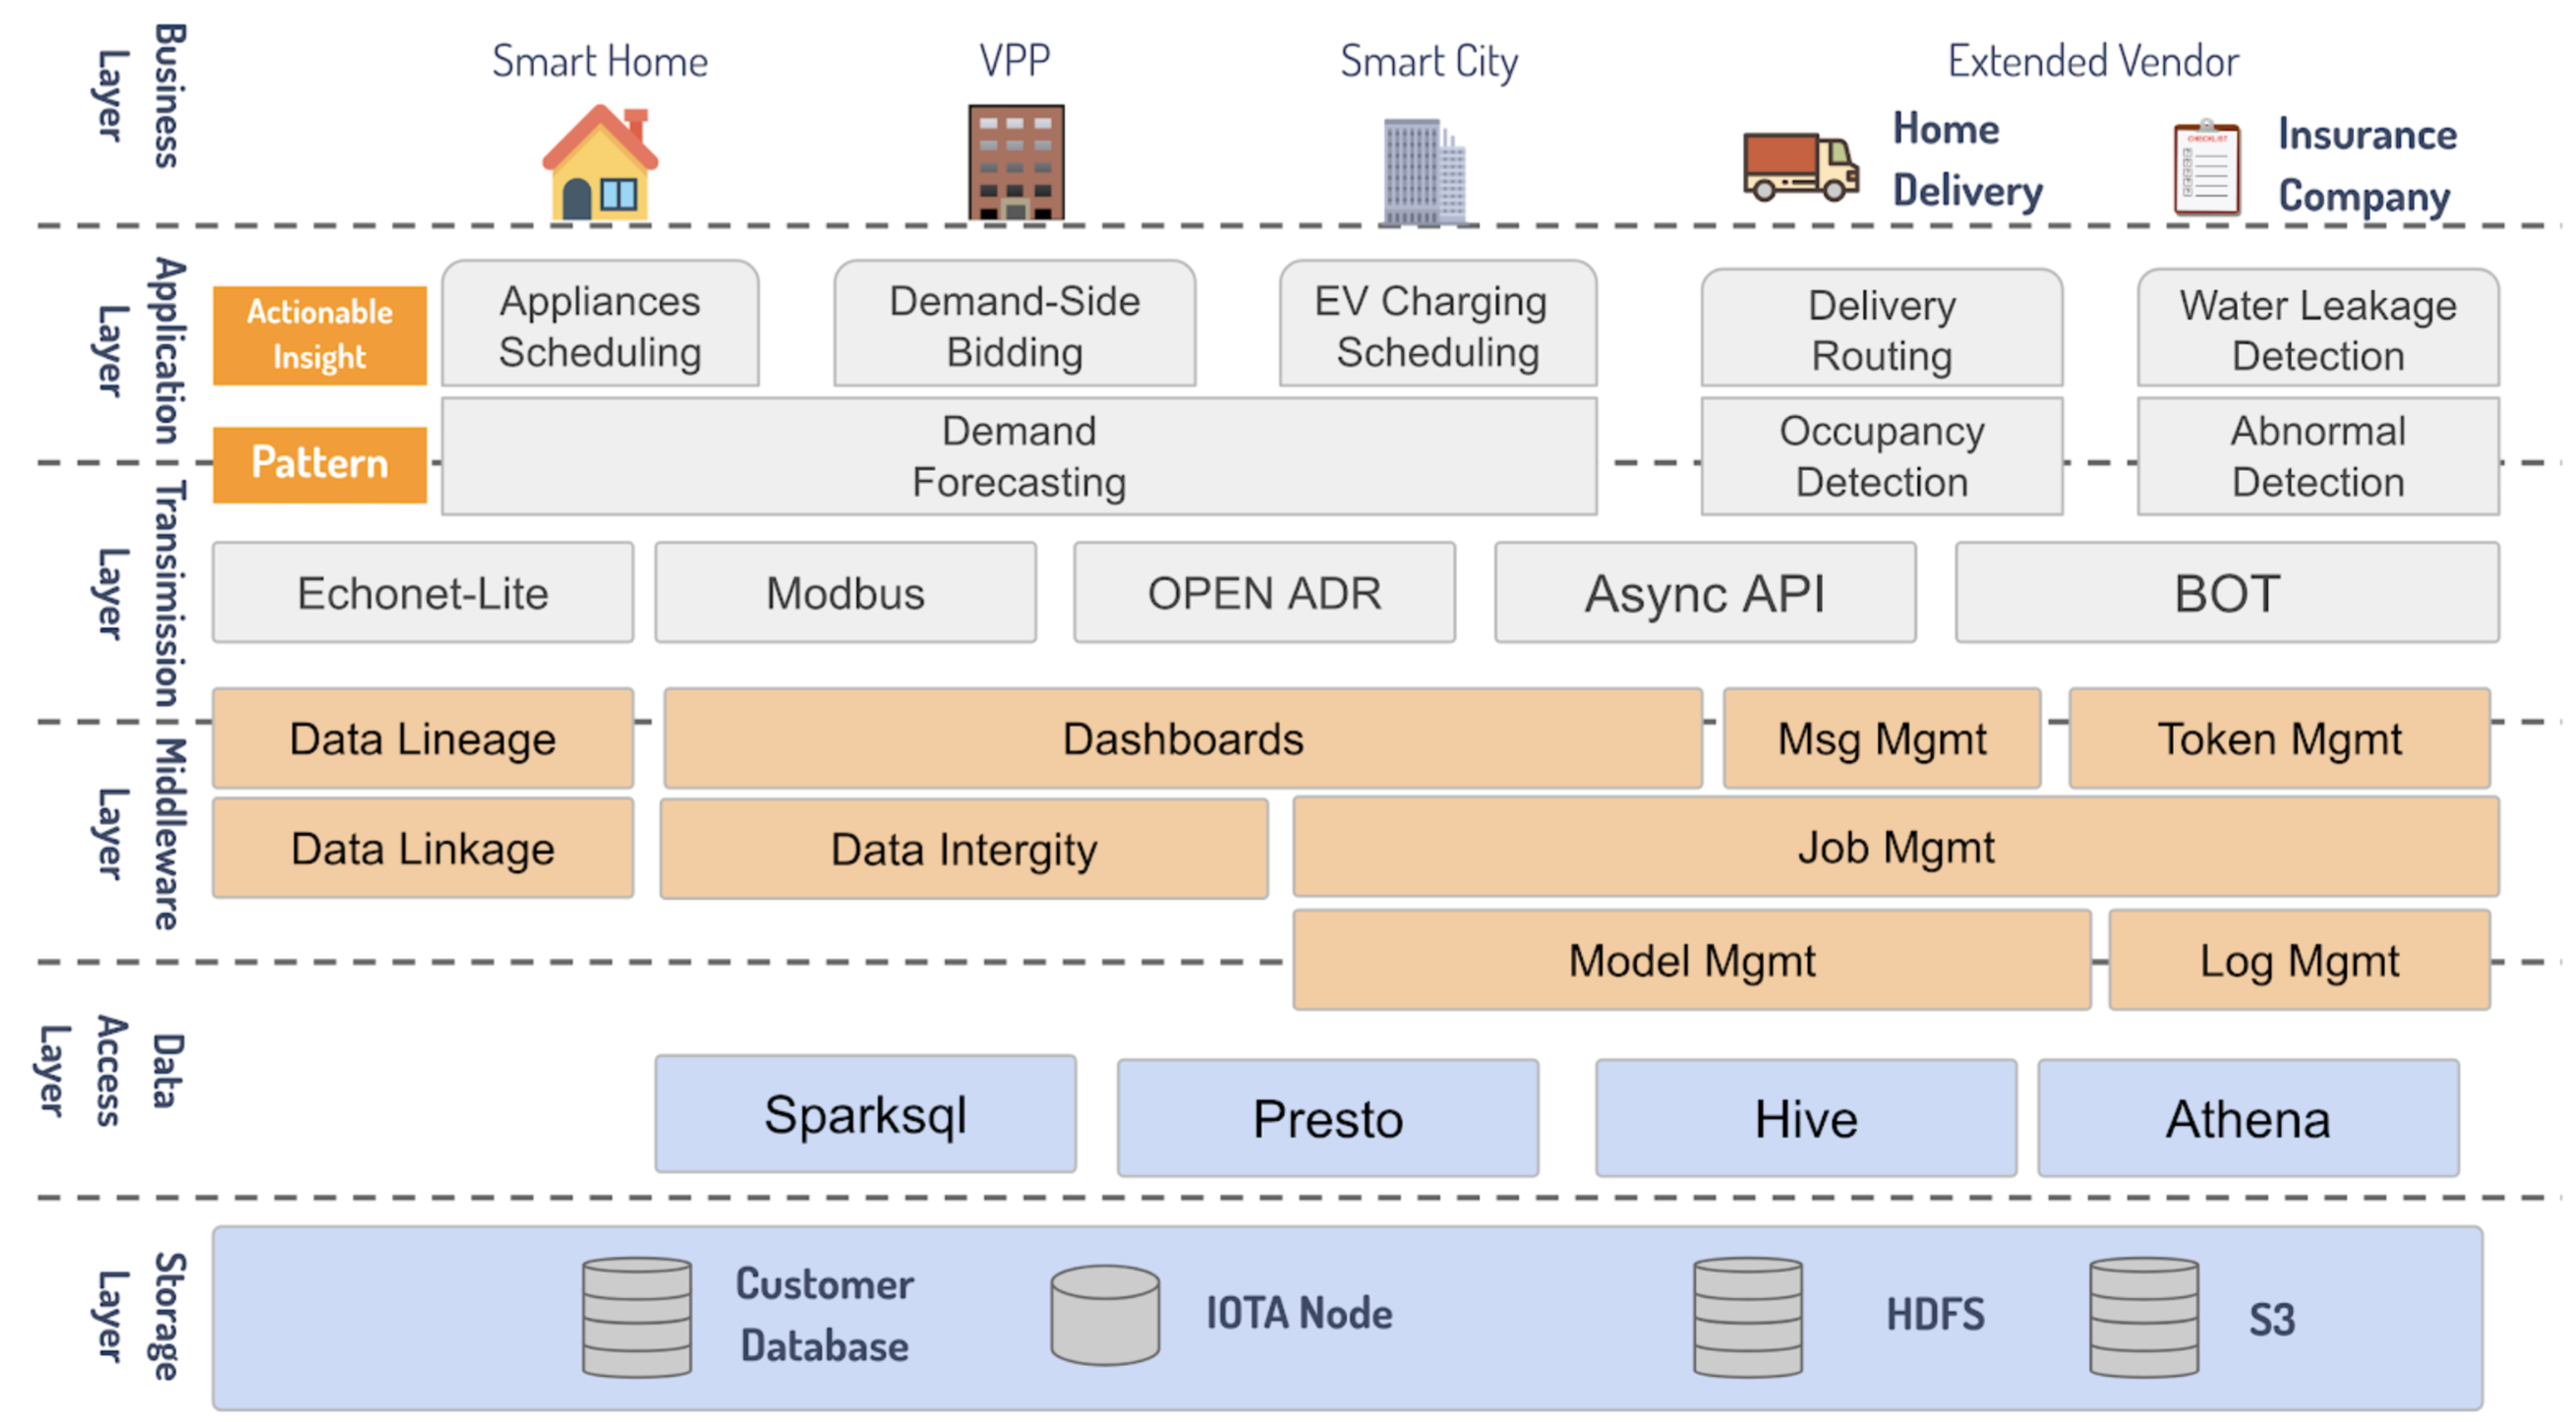 Business
Layer
Smart Home
VPP
Smart City
Extended Vendor
Home
Delivery
CHECKLIST
Insurance
Company
Application
Layer
Actionable
Insight
Appliances
Scheduling
Demand-Side
Bidding
EV Charging
Scheduling
Delivery
Routing
Water Leakage
Detection
Pattern
Demand
Forecasting
Occupancy
Detection
Abnormal
Detection
Transimission
Layer
Echonet-Lite
Modbus
OPEN ADR
Async API
BOT
Middleware
Layer
Data Lineage
Dashboards
Msg Mgmt
Token Mgmt
Data Linkage
Data Intergity
Job Mgmt
Model Mgmt
Log Mgmt
Data
Access
Layer
Sparksql
Presto
Hive
Athena
Storage
Layer
Customer
Database
IOTA Node
HDFS
S3